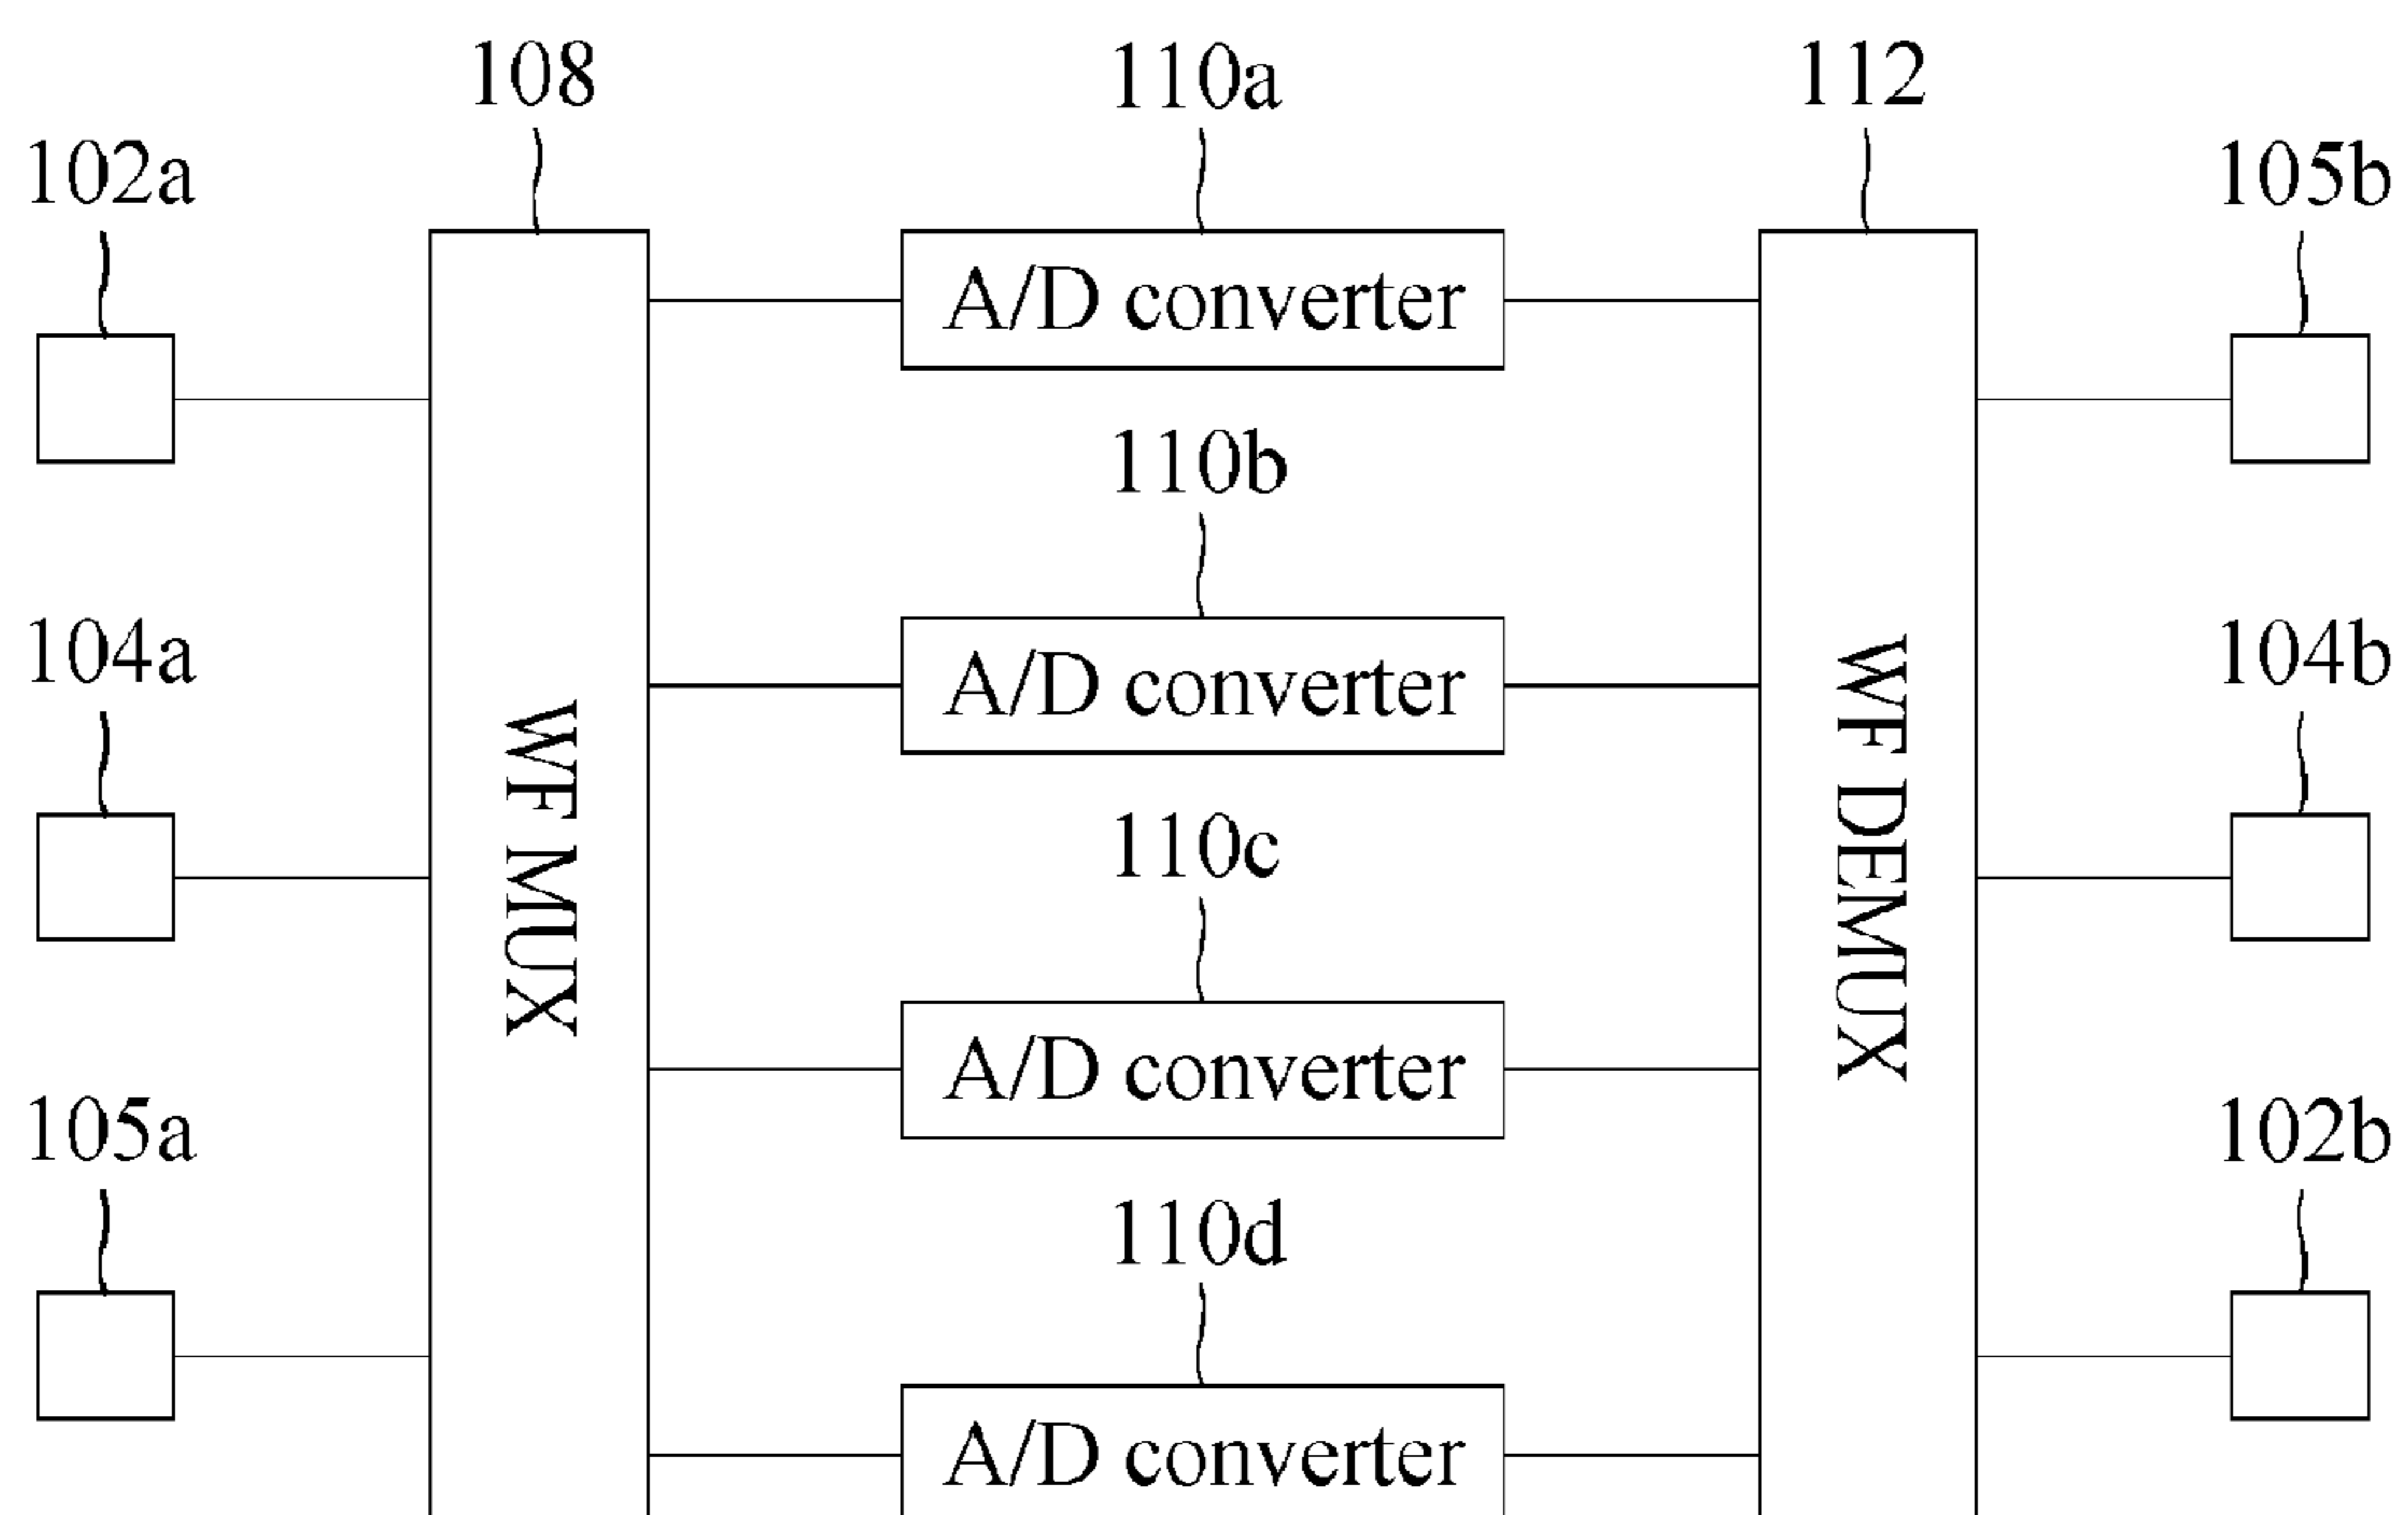 108
110a
112
102a
105b
A/D converter
110b
104a
104b
A/D converter
WF MUX
WF DEMUX
110c
105a
102b
A/D converter
110d
A/D converter